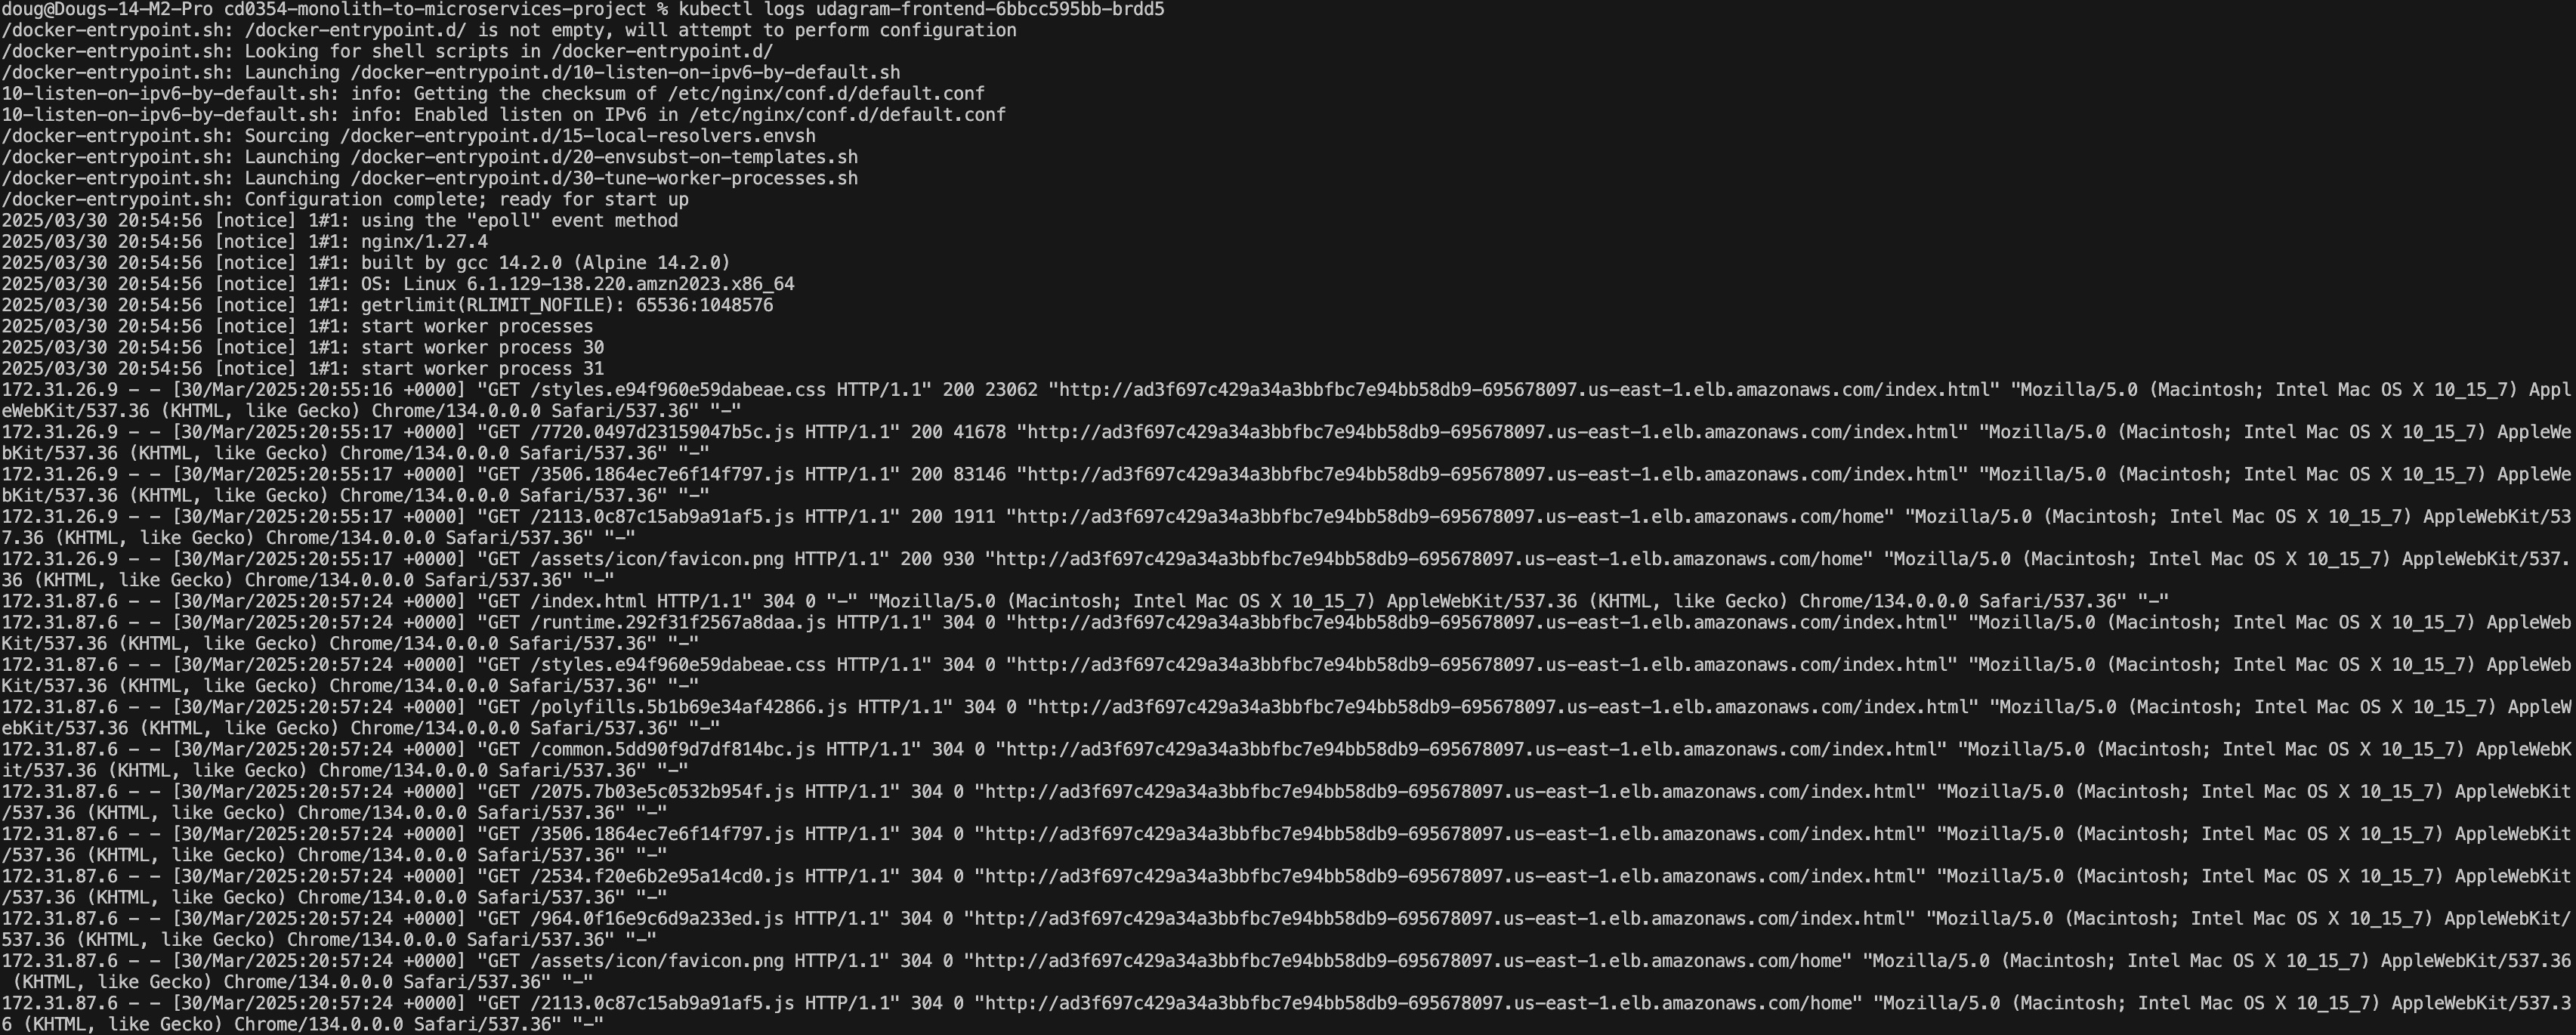 doug@Dougs-14-M2-Pro cd0354-monolith-to-microservices-project % kubectl logs udagram-frontend-6bbcc595bb-brdd5
/docker-entrypoint.sh: /docker-entrypoint.d/ is not empty, will attempt to perform configuration
/docker-entrypoint.sh: Looking for shell scripts in /docker-entrypoint.d/
/docker-entrypoint.sh: Launching /docker-entrypoint.d/10-listen-on-ipv6-by-default.sh
10-listen-on-ipv6-by-default.sh: info: Getting the checksum of /etc/nginx/conf.d/default.conf
10-listen-on-ipv6-by-default.sh: info: Enabled listen on IPv6 in /etc/nginx/conf.d/default.conf
/docker-entrypoint.sh: Sourcing /docker-entrypoint.d/15-local-resolvers.envsh
/docker-entrypoint.sh: Launching /docker-entrypoint.d/20-envsubst-on-templates.sh
/docker-entrypoint.sh: Launching /docker-entrypoint.d/30-tune-worker-processes.sh
/docker-entrypoint.sh: Configuration complete; ready for start up
2025/03/30 20:54:56 [notice] 1#1: using the "epoll" event method
2025/03/30 20:54:56 [notice] 1#1: nginx/1.27.4
2025/03/30 20:54:56 [notice] 1#1: built by gcc 14.2.0 (Alpine 14.2.0)
2025/03/30 20:54:56 [notice] 1#1: OS: Linux 6.1.129-138.220.amzn2023.x86_64
2025/03/30 20:54:56 [notice] 1#1: getrlimit(RLIMIT_NOFILE): 65536:1048576
2025/03/30 20:54:56 [notice] 1#1: start worker processes
2025/03/30 20:54:56 [notice] 1#1: start worker process 30
2025/03/30 20:54:56 [notice] 1#1: start worker process 31
172.31.26.9 - - [30/Mar/2025:20:55:16 +0000] "GET /styles.e94f960e59dabeae.css HTTP/1.1" 200 23062 "http://ad3f697c429a34a3bbfbc7e94bb58db9-695678097.us-east-1.elb.amazonaws.com/index.html" "Mozilla/5.0 (Macintosh; Intel Mac OS X 10_15_7) Appl
eWebKit/537.36 (KHTML, like Gecko) Chrome/134.0.0.0 Safari/537.36" "-"
172.31.26.9 - - [30/Mar/2025:20:55:17 +0000] "GET /7720.0497d23159047b5c.js HTTP/1.1" 200 41678 "http://ad3f697c429a34a3bbfbc7e94bb58db9-695678097.us-east-1.elb.amazonaws.com/index.html" "Mozilla/5.0 (Macintosh; Intel Mac OS X 10_15_7) AppleWe
bKit/537.36 (KHTML, like Gecko) Chrome/134.0.0.0 Safari/537.36" "-"
172.31.26.9 - - [30/Mar/2025:20:55:17 +0000] "GET /3506.1864ec7e6f14f797.js HTTP/1.1" 200 83146 "http://ad3f697c429a34a3bbfbc7e94bb58db9-695678097.us-east-1.elb.amazonaws.com/index.html" "Mozilla/5.0 (Macintosh; Intel Mac OS X 10_15_7) AppleWe
bKit/537.36 (KHTML, like Gecko) Chrome/134.0.0.0 Safari/537.36" "-"
172.31.26.9 - - [30/Mar/2025:20:55:17 +0000] "GET /2113.0c87c15ab9a91af5.js HTTP/1.1" 200 1911 "http://ad3f697c429a34a3bbfbc7e94bb58db9-695678097.us-east-1.elb.amazonaws.com/home" "Mozilla/5.0 (Macintosh; Intel Mac OS X 10_15_7) AppleWebKit/53
7.36 (KHTML, like Gecko) Chrome/134.0.0.0 Safari/537.36" "-"
172.31.26.9 - - [30/Mar/2025:20:55:17 +0000] "GET /assets/icon/favicon.png HTTP/1.1" 200 930 "http://ad3f697c429a34a3bbfbc7e94bb58db9-695678097.us-east-1.elb.amazonaws.com/home" "Mozilla/5.0 (Macintosh; Intel Mac OS X 10_15_7) AppleWebKit/537.
36 (KHTML, like Gecko) Chrome/134.0.0.0 Safari/537.36" "-"
172.31.87.6 - - [30/Mar/2025:20:57:24 +0000] "GET /index.html HTTP/1.1" 304 0 "-" "Mozilla/5.0 (Macintosh; Intel Mac OS X 10_15_7) AppleWebKit/537.36 (KHTML, like Gecko) Chrome/134.0.0.0 Safari/537.36" "-"
172.31.87.6 - - [30/Mar/2025:20:57:24 +0000] "GET /runtime.292f31f2567a8daa.js HTTP/1.1" 304 0 "http://ad3f697c429a34a3bbfbc7e94bb58db9-695678097.us-east-1.elb.amazonaws.com/index.html" "Mozilla/5.0 (Macintosh; Intel Mac OS X 10_15_7) AppleWeb
Kit/537.36 (KHTML, like Gecko) Chrome/134.0.0.0 Safari/537.36" "-"
172.31.87.6 - - [30/Mar/2025:20:57:24 +0000] "GET /styles.e94f960e59dabeae.css HTTP/1.1" 304 0 "http://ad3f697c429a34a3bbfbc7e94bb58db9-695678097.us-east-1.elb.amazonaws.com/index.html" "Mozilla/5.0 (Macintosh; Intel Mac OS X 10_15_7) AppleWeb
Kit/537.36 (KHTML, like Gecko) Chrome/134.0.0.0 Safari/537.36" "-"
172.31.87.6 - - [30/Mar/2025:20:57:24 +0000] "GET /polyfills.5b1b69e34af42866.js HTTP/1.1" 304 0 "http://ad3f697c429a34a3bbfbc7e94bb58db9-695678097.us-east-1.elb.amazonaws.com/index.html" "Mozilla/5.0 (Macintosh; Intel Mac OS X 10_15_7) AppleW
ebKit/537.36 (KHTML, like Gecko) Chrome/134.0.0.0 Safari/537.36" "-"
172.31.87.6 - - [30/Mar/2025:20:57:24 +0000] "GET /common.5dd90f9d7df814bc.js HTTP/1.1" 304 0 "http://ad3f697c429a34a3bbfbc7e94bb58db9-695678097.us-east-1.elb.amazonaws.com/index.html" "Mozilla/5.0 (Macintosh; Intel Mac OS X 10_15_7) AppleWebK
it/537.36 (KHTML, like Gecko) Chrome/134.0.0.0 Safari/537.36" "-"
172.31.87.6 - - [30/Mar/2025:20:57:24 +0000] "GET /2075.7b03e5c0532b954f.js HTTP/1.1" 304 0 "http://ad3f697c429a34a3bbfbc7e94bb58db9-695678097.us-east-1.elb.amazonaws.com/index.html" "Mozilla/5.0 (Macintosh; Intel Mac OS X 10_15_7) AppleWebKit
/537.36 (KHTML, like Gecko) Chrome/134.0.0.0 Safari/537.36" "-"
172.31.87.6 - - [30/Mar/2025:20:57:24 +0000] "GET /3506.1864ec7e6f14f797.js HTTP/1.1" 304 0 "http://ad3f697c429a34a3bbfbc7e94bb58db9-695678097.us-east-1.elb.amazonaws.com/index.html" "Mozilla/5.0 (Macintosh; Intel Mac OS X 10_15_7) AppleWebKit
/537.36 (KHTML, like Gecko) Chrome/134.0.0.0 Safari/537.36" "-"
172.31.87.6 - - [30/Mar/2025:20:57:24 +0000] "GET /2534.f20e6b2e95a14cd0.js HTTP/1.1" 304 0 "http://ad3f697c429a34a3bbfbc7e94bb58db9-695678097.us-east-1.elb.amazonaws.com/index.html" "Mozilla/5.0 (Macintosh; Intel Mac OS X 10_15_7) AppleWebKit
/537.36 (KHTML, like Gecko) Chrome/134.0.0.0 Safari/537.36" "-"
172.31.87.6 - - [30/Mar/2025:20:57:24 +0000] "GET /964.0f16e9c6d9a233ed.js HTTP/1.1" 304 0 "http://ad3f697c429a34a3bbfbc7e94bb58db9-695678097.us-east-1.elb.amazonaws.com/index.html" "Mozilla/5.0 (Macintosh; Intel Mac OS X 10_15_7) AppleWebKit/
537.36 (KHTML, like Gecko) Chrome/134.0.0.0 Safari/537.36" "-"
172.31.87.6 - - [30/Mar/2025:20:57:24 +0000] "GET /assets/icon/favicon.png HTTP/1.1" 304 0 "http://ad3f697c429a34a3bbfbc7e94bb58db9-695678097.us-east-1.elb.amazonaws.com/home" "Mozilla/5.0 (Macintosh; Intel Mac OS X 10_15_7) AppleWebKit/537.36
 (KHTML, like Gecko) Chrome/134.0.0.0 Safari/537.36" "-"
172.31.87.6 - - [30/Mar/2025:20:57:24 +0000] "GET /2113.0c87c15ab9a91af5.js HTTP/1.1" 304 0 "http://ad3f697c429a34a3bbfbc7e94bb58db9-695678097.us-east-1.elb.amazonaws.com/home" "Mozilla/5.0 (Macintosh; Intel Mac OS X 10_15_7) AppleWebKit/537.3
6 (KHTML, like Gecko) Chrome/134.0.0.0 Safari/537.36" "-"